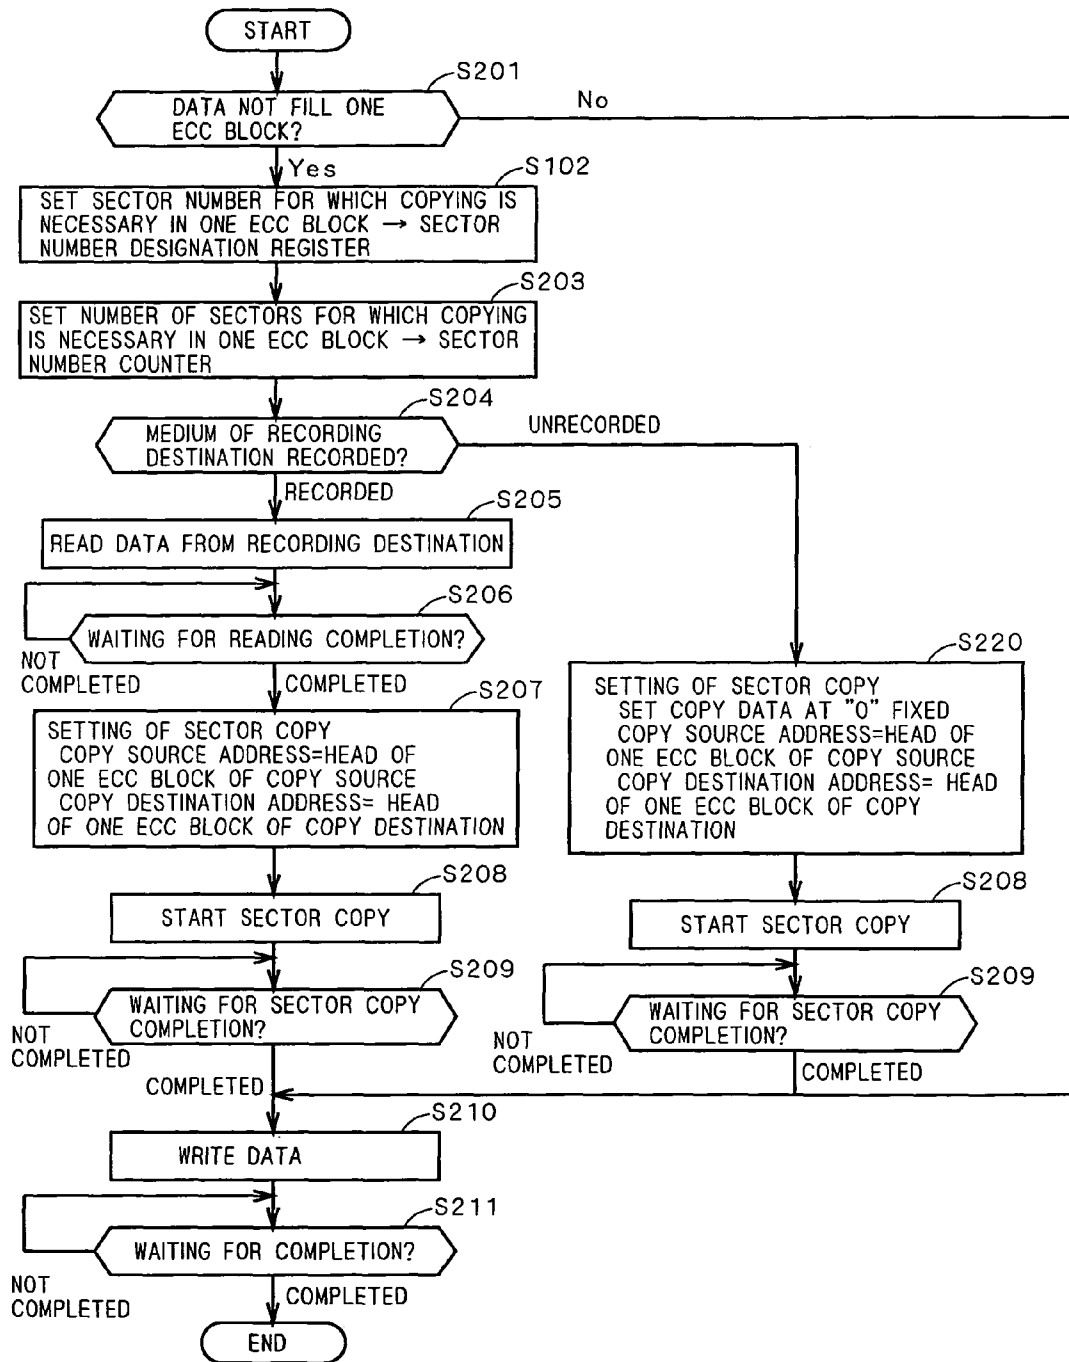 START
S201
DATA NOT FILL ONE
ECC BLOCK?
No
Yes
S102
SET SECTOR NUMBER FOR WHICH COPYING IS
NECESSARY IN ONE ECC BLOCK → SECTOR
NUMBER DESIGNATION REGISTER
S203
SET NUMBER OF SECTORS FOR WHICH COPYING
IS NECESSARY IN ONE ECC BLOCK → SECTOR
NUMBER COUNTER
S204
MEDIUM OF RECORDING
DESTINATION RECORDED?
UNRECORDED
RECORDED
S205
READ DATA FROM RECORDING DESTINATION
S206
WAITING FOR READING COMPLETION?
NOT
COMPLETED
COMPLETED
S207
SETTING OF SECTOR COPY
COPY SOURCE ADDRESS=HEAD OF
ONE ECC BLOCK OF COPY SOURCE
COPY DESTINATION ADDRESS= HEAD
OF ONE ECC BLOCK OF COPY DESTINATION
S220
SETTING OF SECTOR COPY
SET COPY DATA AT "0" FIXED
COPY SOURCE ADDRESS=HEAD OF
ONE ECC BLOCK OF COPY SOURCE
COPY DESTINATION ADDRESS= HEAD
OF ONE ECC BLOCK OF COPY
DESTINATION
S208
START SECTOR COPY
S208
START SECTOR COPY
S209
WAITING FOR SECTOR COPY
COMPLETION?
NOT
COMPLETED
COMPLETED
S209
WAITING FOR SECTOR COPY
COMPLETION?
NOT
COMPLETED
COMPLETED
S210
WRITE DATA
S211
WAITING FOR COMPLETION?
NOT
COMPLETED
COMPLETED
END